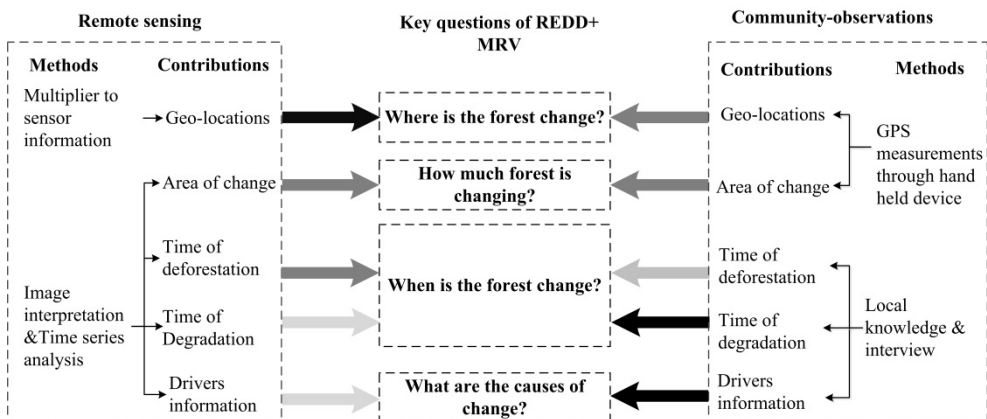 Remote sensing
Key questions of REDD+
MRV
Community-observations
Methods
Contributions
Multiplier to
sensor
information
Geo-locations
Area of change
Time of
deforestation
Image
interpretation
&Time series
analysis
Time of
Degradation
Drivers
information
Where is the forest change?
How much forest is
changing?
When is the forest change?
What are the causes of
change?
Contributions
Methods
Geo-locations
Area of change
GPS
measurements
through hand
held device
Time of
deforestation
Time of
degradation
Drivers
information
Local
knowledge &
interview